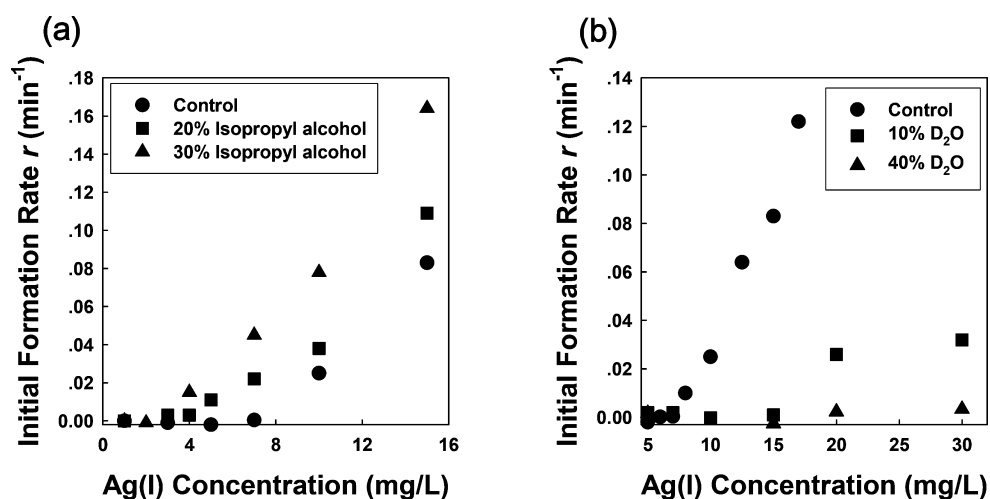 (a)
Initial Formation Rate r (min⁻¹)
.18
.16
.14
.12
.10
.08
.06
.04
.02
0.00
Control
20% Isopropyl alcohol
30% Isopropyl alcohol
0 4 8 12 16
Ag(I) Concentration (mg/L)
(b)
Initial Formation Rate r (min⁻¹)
.14
.12
.10
.08
.06
.04
.02
0.00
Control
10% D₂O
40% D₂O
5 10 15 20 25 30
Ag(I) Concentration (mg/L)